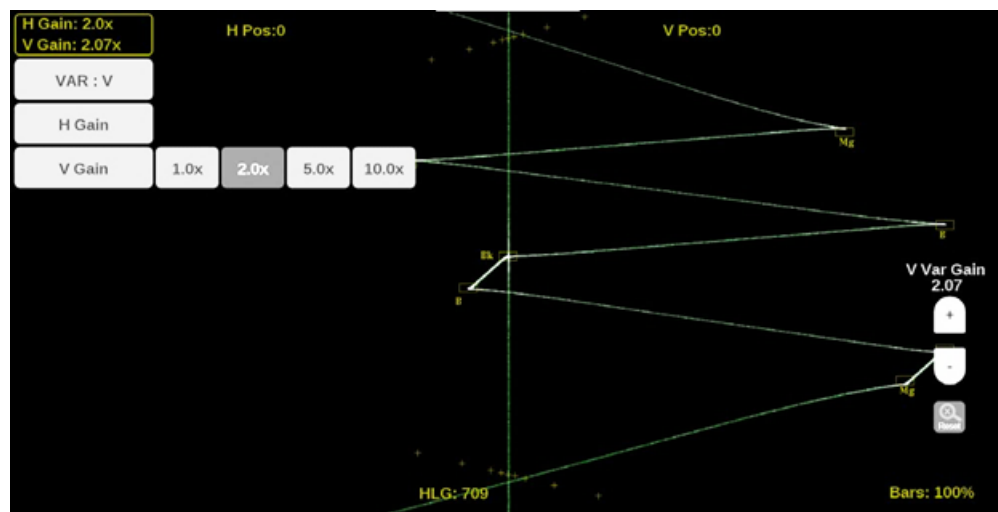 H Gain: 2.0x
V Gain: 2.07x
H Pos:0
V Pos:0
VAR : V
H Gain
V Gain
1.0x
2.0x
5.0x
10.0x
Mg
B
Bk
B
V Var Gain
2.07
+
-
Mg
Reset
HLG: 709
Bars: 100%